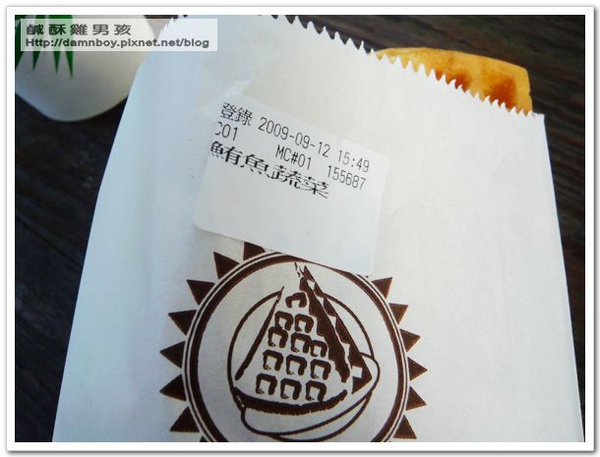 鹹酥雞男孩
Http://damnboy.pixnet.net/blog
登錄 2009-09-12 15:49
C01 MC#01 155687
鮪魚蔬菜